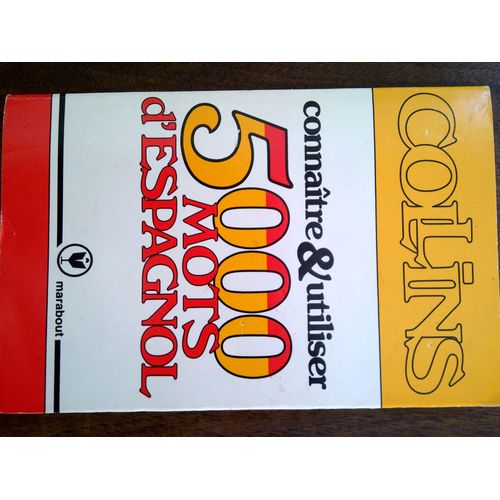 COLLINS
connaître & utiliser
5000
MOTS
d'ESPAGNOL
marabout